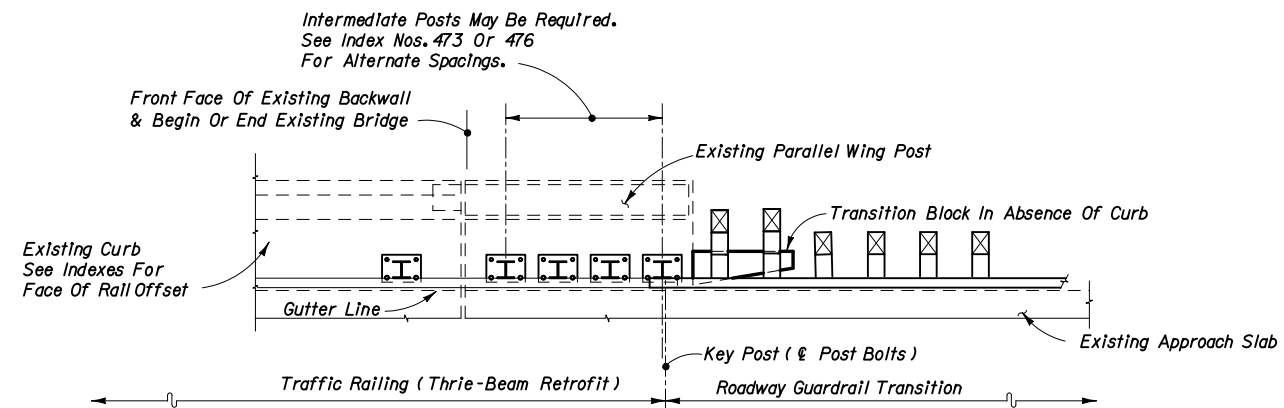 Intermediate Posts May Be Required.
See Index Nos. 473 Or 476
For Alternate Spacings.
Front Face Of Existing Backwall
& Begin Or End Existing Bridge
Existing Parallel Wing Post
Transition Block In Absence Of Curb
Existing Curb
See Indexes For
Face Of Rail Offset
Gutter Line
Existing Approach Slab
Key Post ( ℄ Post Bolts )
Traffic Railing ( Thrie-Beam Retrofit )
Roadway Guardrail Transition